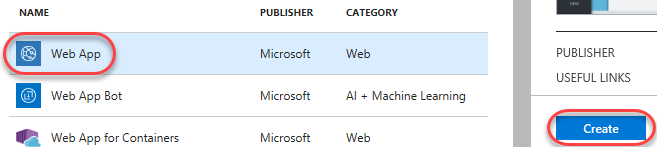 NAME PUBLISHER CATEGORY
Web App Microsoft Web
Web App Bot Microsoft AI + Machine Learning
Web App for Containers Microsoft Web
PUBLISHER
USEFUL LINKS
Create